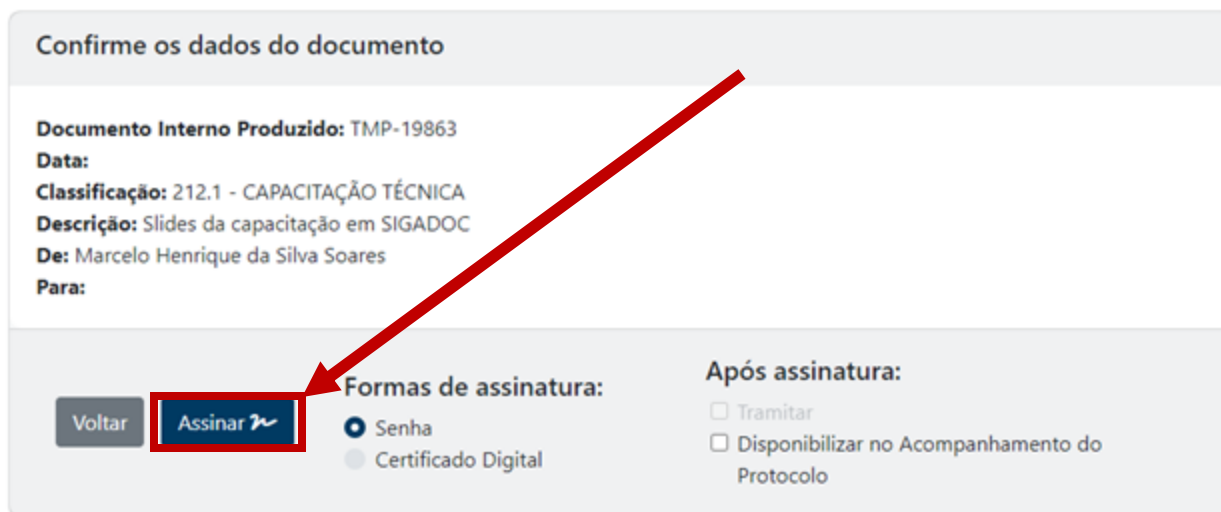 Confirme os dados do documento
Documento Interno Produzido: TMP-19863
Data:
Classificação: 212.1 - CAPACITAÇÃO TÉCNICA
Descrição: Slides da capacitação em SIGADOC
De: Marcelo Henrique da Silva Soares
Para:
Voltar
Assinar
Formas de assinatura:
Senha
Certificado Digital
Após assinatura:
Tramitar
Disponibilizar no Acompanhamento do
Protocolo